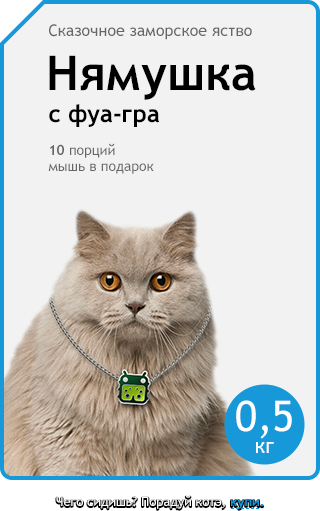 Сказочное заморское яство
Нямушка
с фуа-гра
10 порций
мышь в подарок
0,5
кг
Чего сидишь? Порадуй котэ, купи.